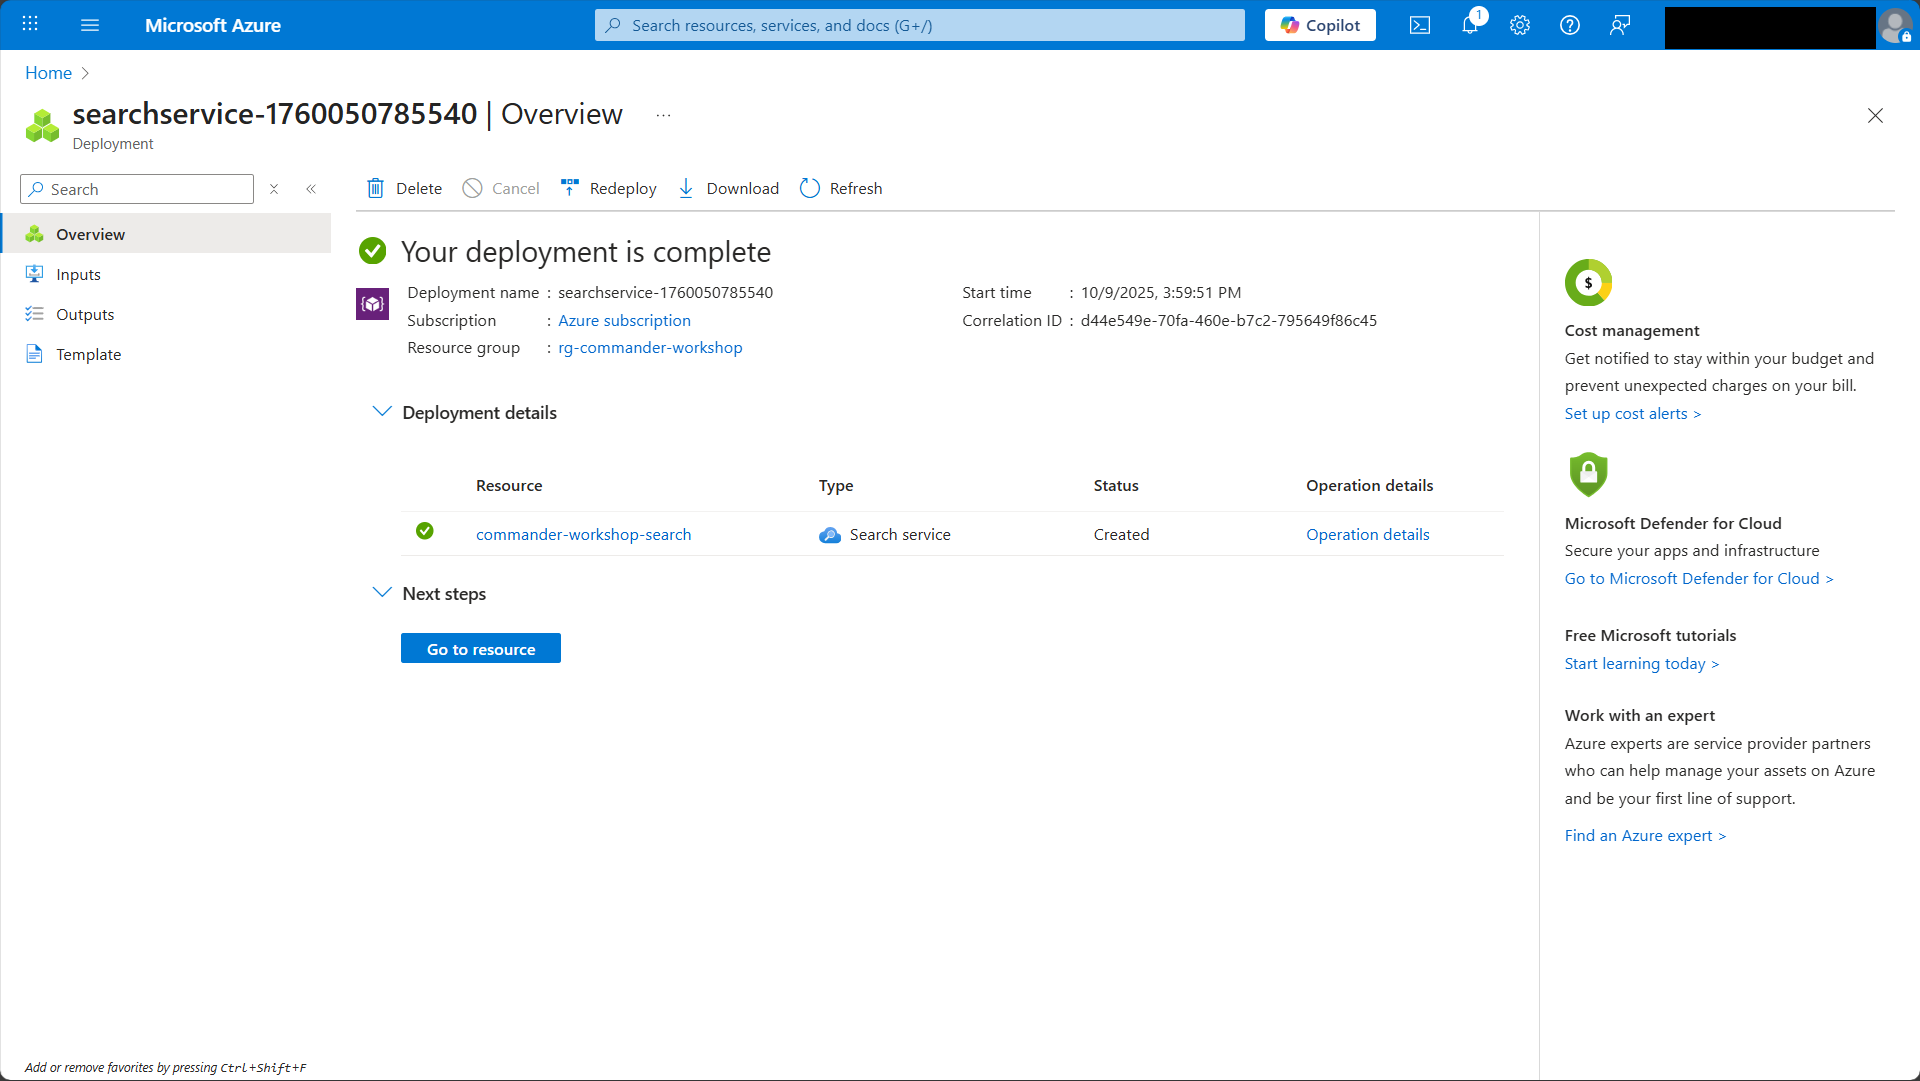 Microsoft Azure
Search resources, services, and docs (G+/)
Copilot
1
Home
searchservice-1760050785540 | Overview
...
Deployment
Search
Delete
Cancel
Redeploy
Download
Refresh
Overview
Inputs
Outputs
Template
Your deployment is complete
Deployment name : searchservice-1760050785540
Subscription : Azure subscription
Resource group : rg-commander-workshop
Start time : 10/9/2025, 3:59:51 PM
Correlation ID : d44e549e-70fa-460e-b7c2-795649f86c45
Deployment details
Resource Type Status Operation details
commander-workshop-search Search service Created Operation details
Next steps
Go to resource
$
Cost management
Get notified to stay within your budget and
prevent unexpected charges on your bill.
Set up cost alerts >
Microsoft Defender for Cloud
Secure your apps and infrastructure
Go to Microsoft Defender for Cloud >
Free Microsoft tutorials
Start learning today >
Work with an expert
Azure experts are service provider partners
who can help manage your assets on Azure
and be your first line of support.
Find an Azure expert >
Add or remove favorites by pressing Ctrl+Shift+F